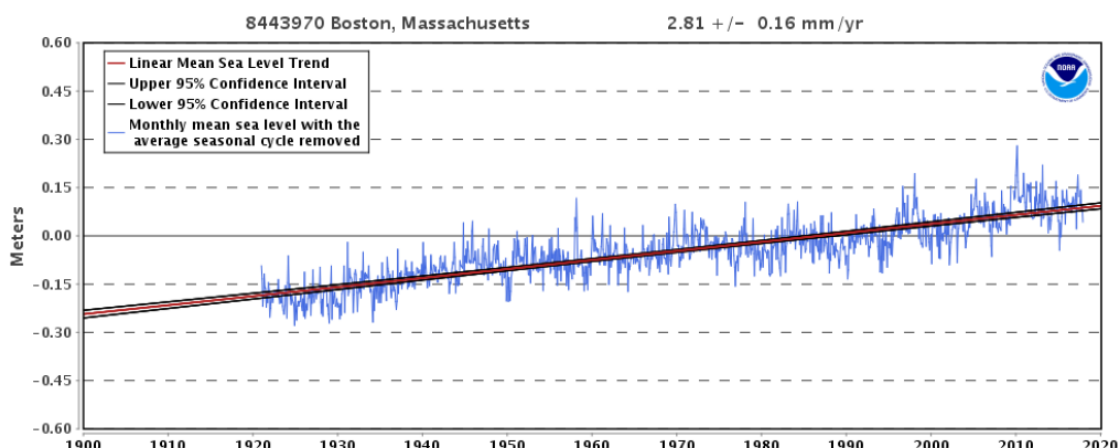 8443970 Boston, Massachusetts 2.81 +/- 0.16 mm/yr
0.60
Linear Mean Sea Level Trend
Upper 95% Confidence Interval
Lower 95% Confidence Interval
Monthly mean sea level with the
average seasonal cycle removed
NOAA
0.45
0.30
0.15
0.00
-0.15
-0.30
-0.45
-0.60
Meters
1900 1910 1920 1930 1940 1950 1960 1970 1980 1990 2000 2010 2020